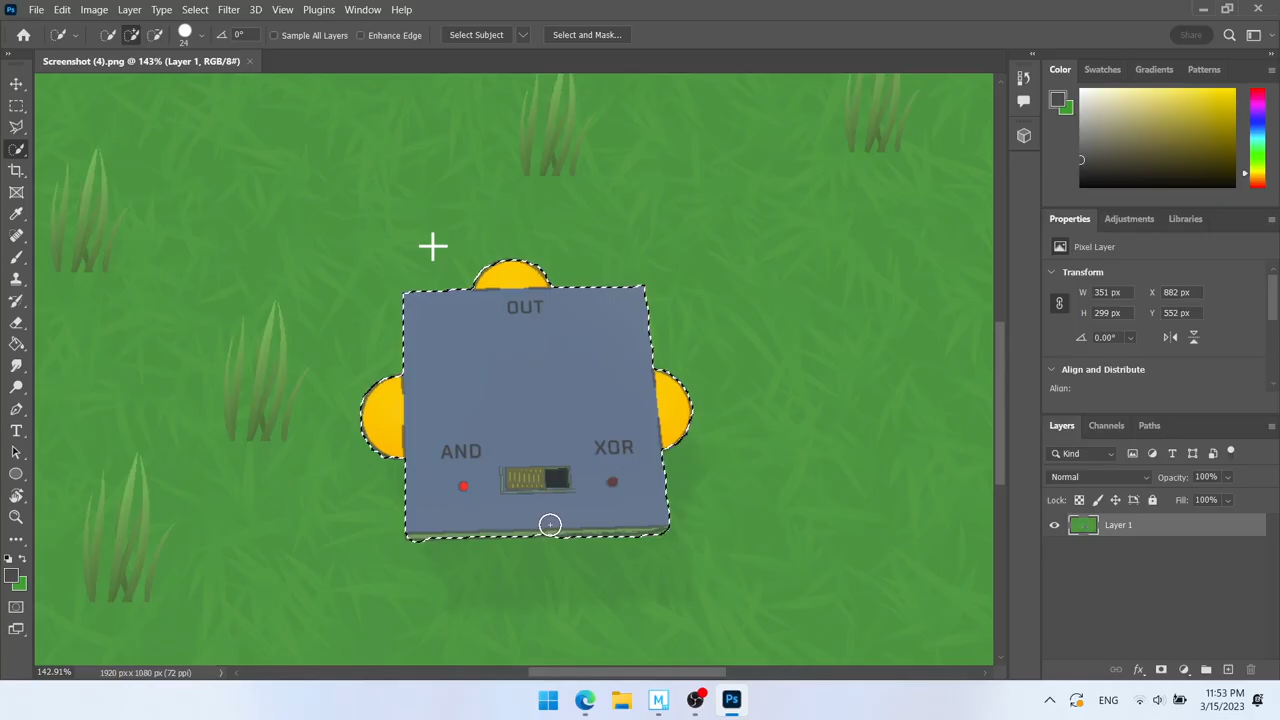 File Edit Image Layer Type Select Filter 3D View Plugins Window Help
24 0° Sample All Layers Enhance Edge Select Subject Select and Mask... Share
Screenshot (4).png @ 143% (Layer 1, RGB/8#) ×
Color Swatches Gradients Patterns
OUT
AND XOR
Properties Adjustments Libraries
Pixel Layer
Transform
W 351 px X 882 px
H 299 px Y 552 px
0.00°
Align and Distribute
Align:
Layers Channels Paths
Kind
Normal Opacity: 100%
Lock: Fill: 100%
Layer 1
142.91% 1920 px x 1080 px (72 ppi)
ENG 11:53 PM
3/15/2023